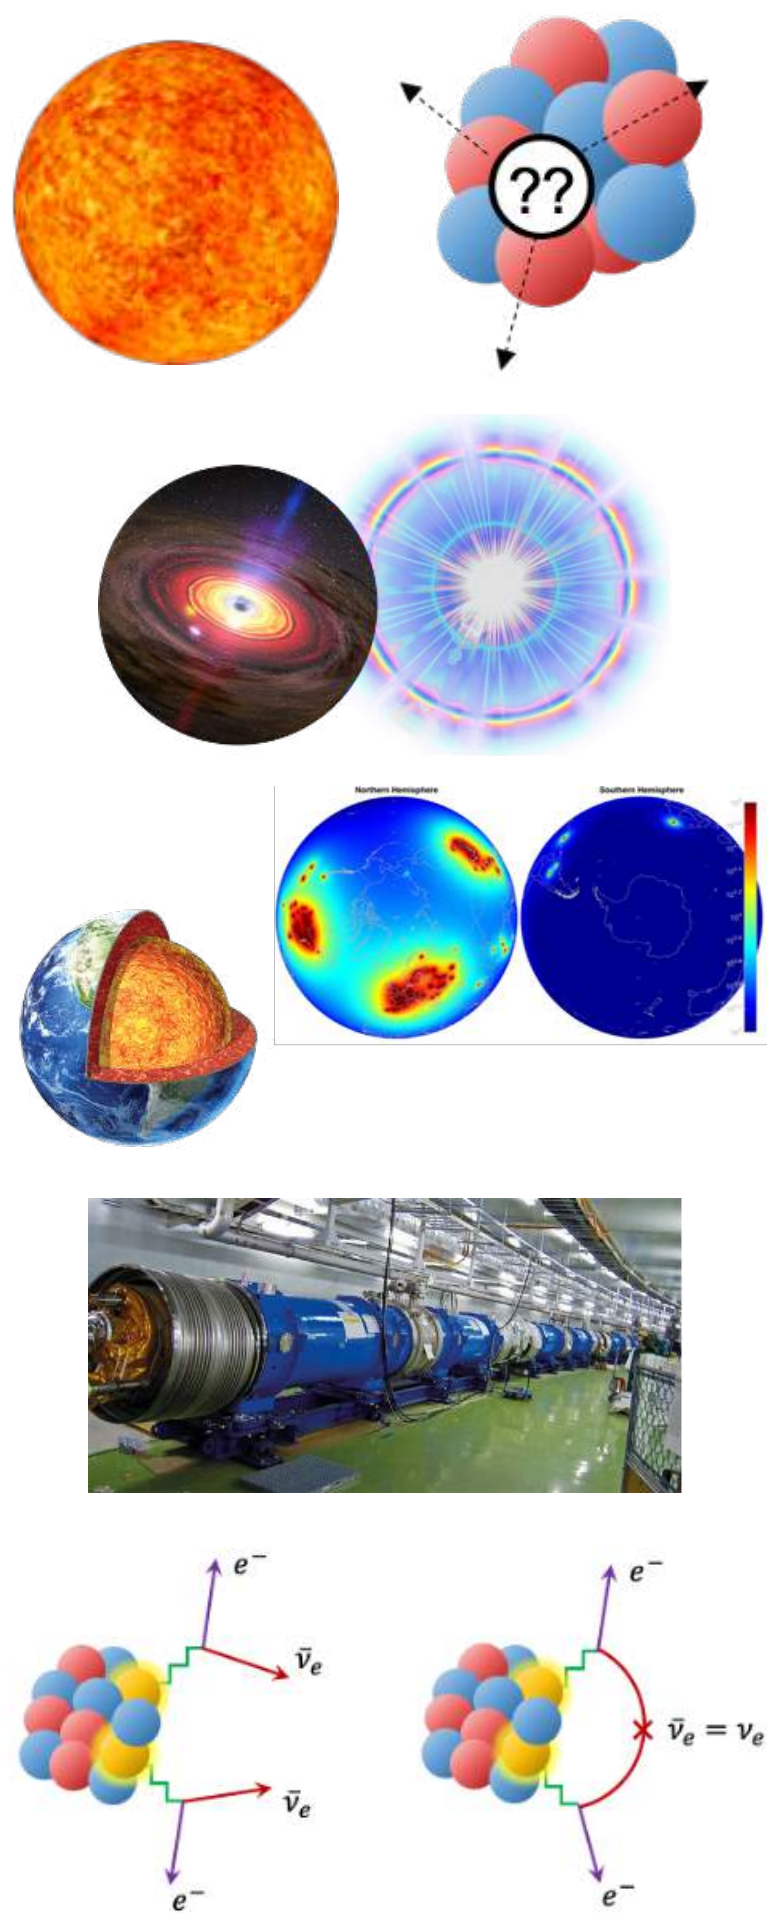 ??
Northern Hemisphere
Southern Hemisphere
e⁻
ν̄ₑ
ν̄ₑ
e⁻
e⁻
ν̄ₑ = νₑ
e⁻